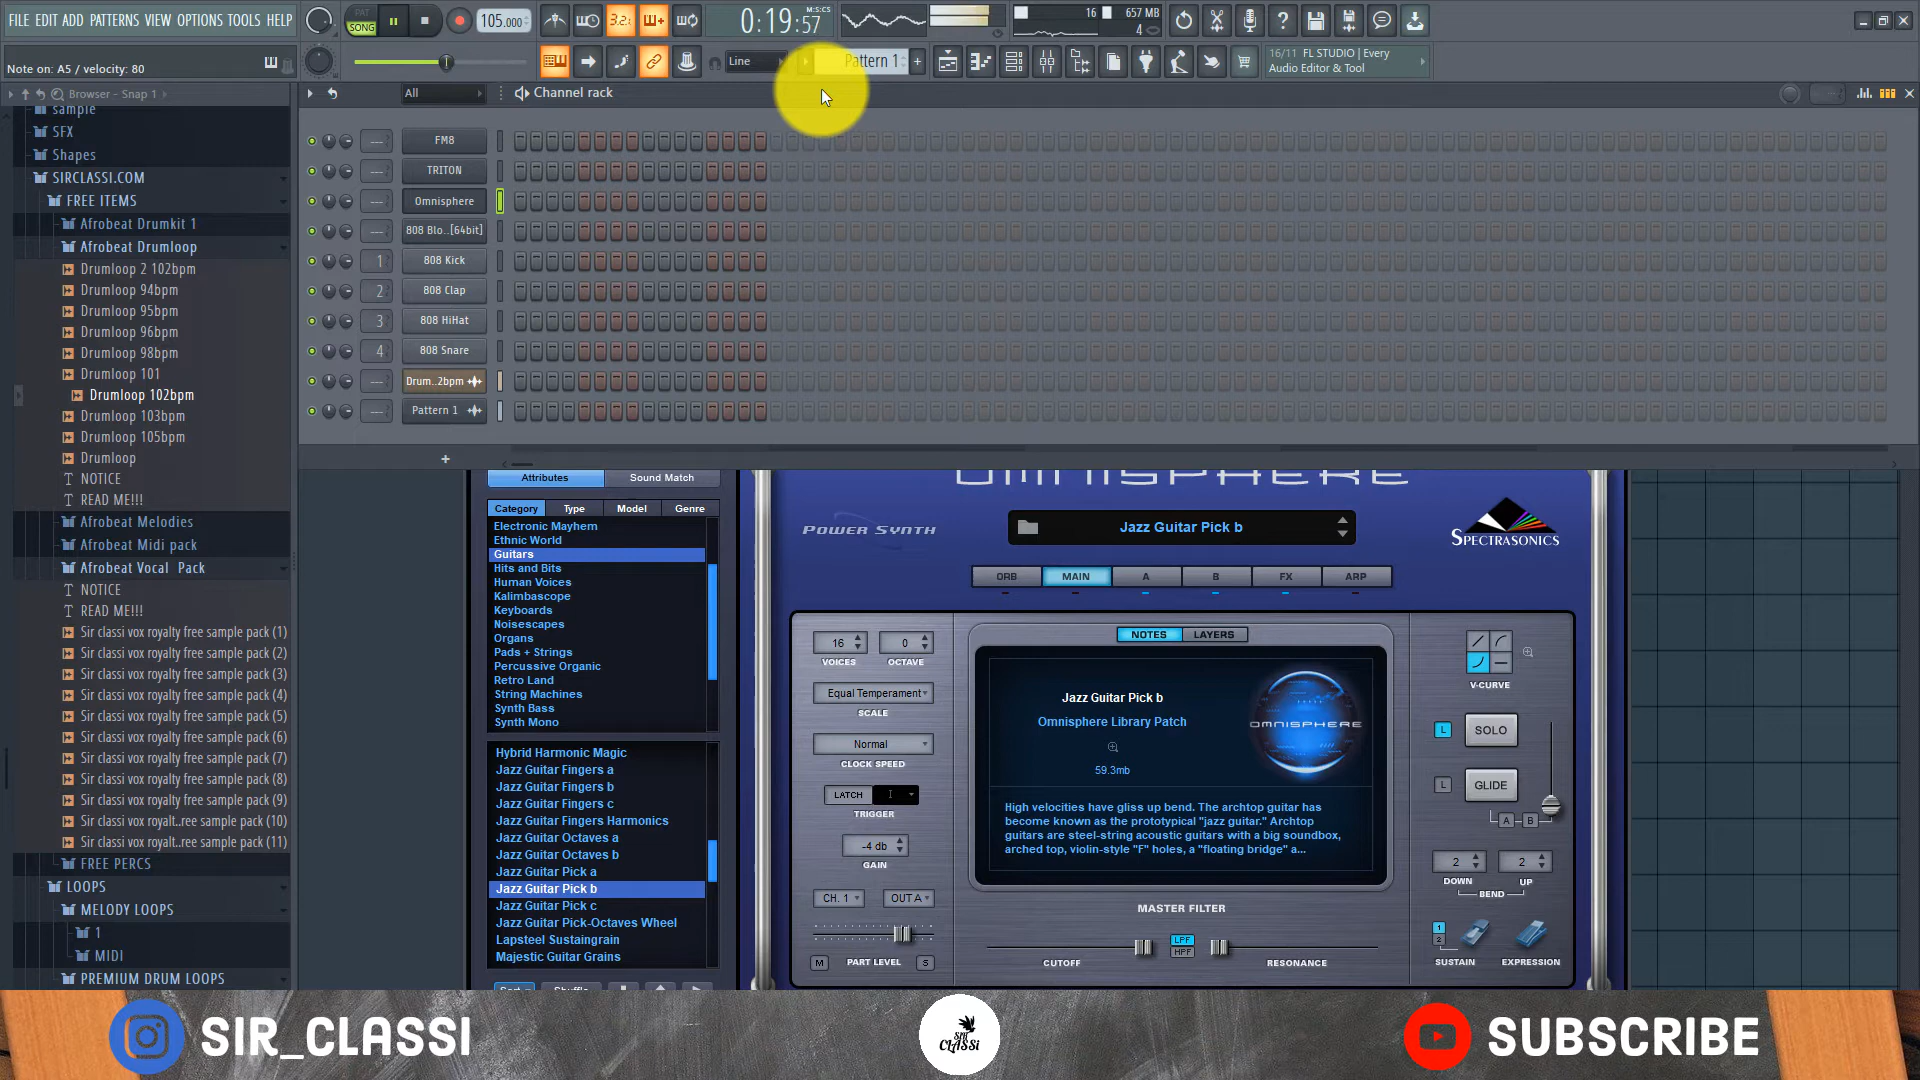 FILE EDIT ADD PATTERNS VIEW OPTIONS TOOLS HELP
PAT
SONG
105.000
3.2.
0:19:57
M:S:CS
16
657 MB
4
Note on: A5 / velocity: 80
Line
Pattern 1
16/11 FL STUDIO | Every
Audio Editor & Tool
Browser - Snap 1
All
Channel rack
sample
SFX
Shapes
SIRCLASSI.COM
FREE ITEMS
Afrobeat Drumkit 1
Afrobeat Drumloop
Drumloop 2 102bpm
Drumloop 94bpm
Drumloop 95bpm
Drumloop 96bpm
Drumloop 98bpm
Drumloop 101
Drumloop 102bpm
Drumloop 103bpm
Drumloop 105bpm
Drumloop
NOTICE
READ ME!!!
Afrobeat Melodies
Afrobeat Midi pack
Afrobeat Vocal Pack
NOTICE
READ ME!!!
Sir classi vox royalty free sample pack (1)
Sir classi vox royalty free sample pack (2)
Sir classi vox royalty free sample pack (3)
Sir classi vox royalty free sample pack (4)
Sir classi vox royalty free sample pack (5)
Sir classi vox royalty free sample pack (6)
Sir classi vox royalty free sample pack (7)
Sir classi vox royalty free sample pack (8)
Sir classi vox royalty free sample pack (9)
Sir classi vox royalt..ree sample pack (10)
Sir classi vox royalt..ree sample pack (11)
FREE PERCS
LOOPS
MELODY LOOPS
1
MIDI
PREMIUM DRUM LOOPS
FM8
TRITON
Omnisphere
808 Blo..[64bit]
1 808 Kick
2 808 Clap
3 808 HiHat
4 808 Snare
Drum..2bpm
Pattern 1
Attributes Sound Match
Category Type Model Genre
Electronic Mayhem
Ethnic World
Guitars
Hits and Bits
Human Voices
Kalimbascope
Keyboards
Noisescapes
Organs
Pads + Strings
Percussive Organic
Retro Land
String Machines
Synth Bass
Synth Mono
Hybrid Harmonic Magic
Jazz Guitar Fingers a
Jazz Guitar Fingers b
Jazz Guitar Fingers c
Jazz Guitar Fingers Harmonics
Jazz Guitar Octaves a
Jazz Guitar Octaves b
Jazz Guitar Pick a
Jazz Guitar Pick b
Jazz Guitar Pick c
Jazz Guitar Pick-Octaves Wheel
Lapsteel Sustaingrain
Majestic Guitar Grains
OMNISPHERE
POWER SYNTH
Jazz Guitar Pick b
SPECTRASONICS
ORB MAIN A B FX ARP
16 0
VOICES OCTAVE
Equal Temperament
SCALE
Normal
CLOCK SPEED
LATCH
TRIGGER
-4 db
GAIN
CH. 1 OUT A
M PART LEVEL S
NOTES LAYERS
Jazz Guitar Pick b
Omnisphere Library Patch
59.3mb
OMNISPHERE
High velocities have gliss up bend. The archtop guitar has
become known as the prototypical "jazz guitar." Archtop
guitars are steel-string acoustic guitars with a big soundbox,
arched top, violin-style "F" holes, a "floating bridge" a...
MASTER FILTER
LPF
HPF
CUTOFF RESONANCE
V-CURVE
L SOLO
L GLIDE
A B
2 2
DOWN UP
BEND
1
2
SUSTAIN EXPRESSION
SIR_CLASSI
SIR
CLASSi
SUBSCRIBE